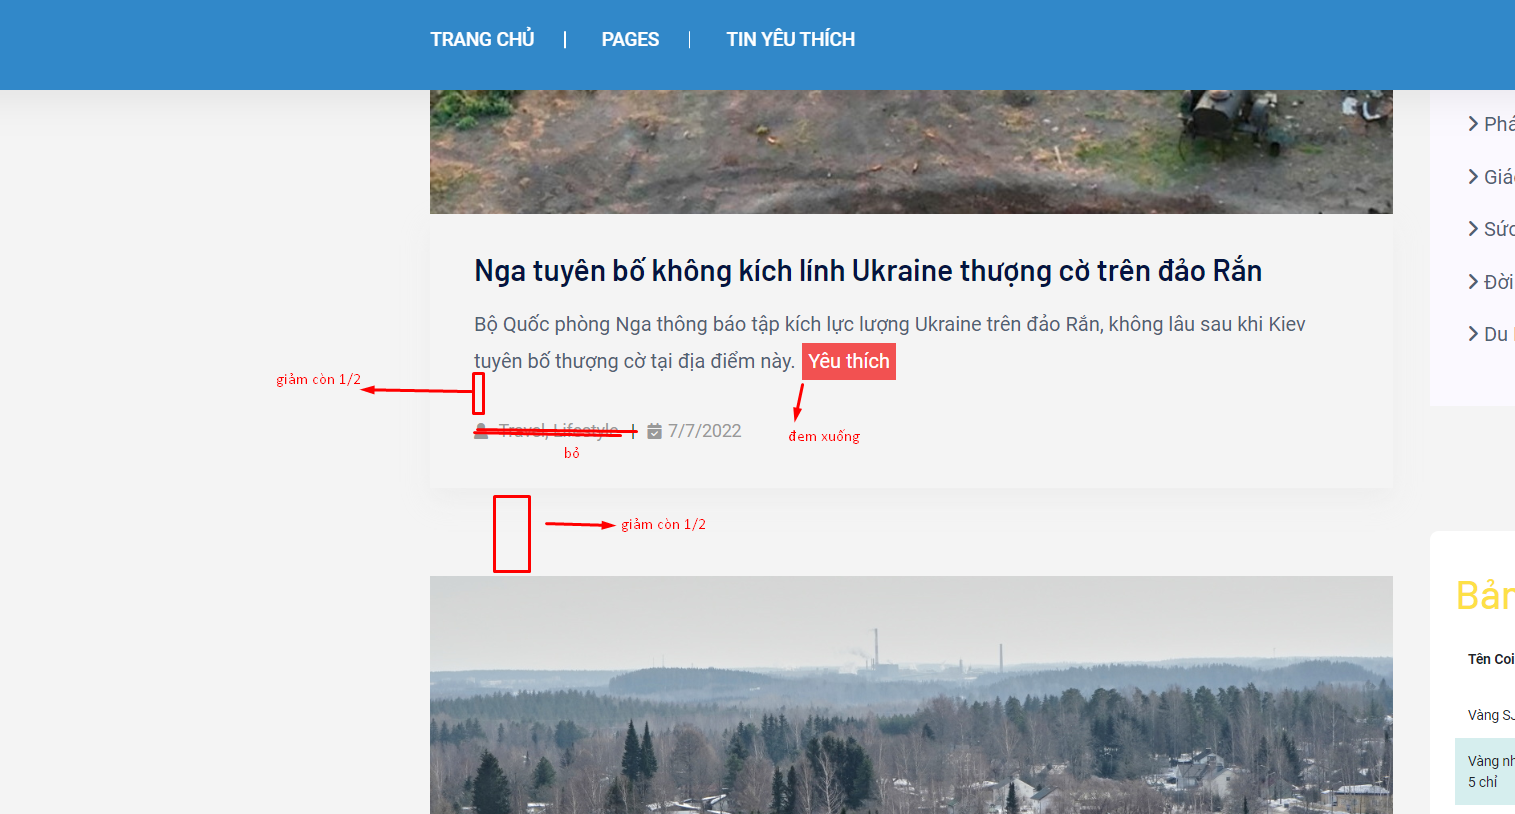 TRANG CHỦ | PAGES | TIN YÊU THÍCH
Phá
Giá
Sức
Đời
Du
Nga tuyên bố không kích lính Ukraine thượng cờ trên đảo Rắn
Bộ Quốc phòng Nga thông báo tập kích lực lượng Ukraine trên đảo Rắn, không lâu sau khi Kiev
tuyên bố thượng cờ tại địa điểm này. Yêu thích
giảm còn 1/2
Travel, Lifestyle | 7/7/2022
đem xuống
bỏ
giảm còn 1/2
Bản
Tên Coi
Vàng SJ
Vàng nh
5 chỉ